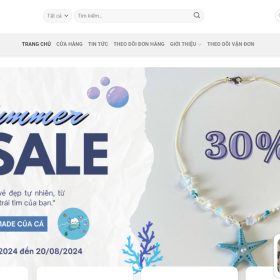 Tất cả
Tìm kiếm...
TRANG CHỦ CỬA HÀNG TIN TỨC THEO DÕI ĐƠN HÀNG GIỚI THIỆU THEO DÕI VẬN ĐƠN
ummer
SALE
30%
vẻ đẹp tự nhiên, từ
trái tim của bạn."
MADE CỦA CÁ
2024 đến 20/08/2024